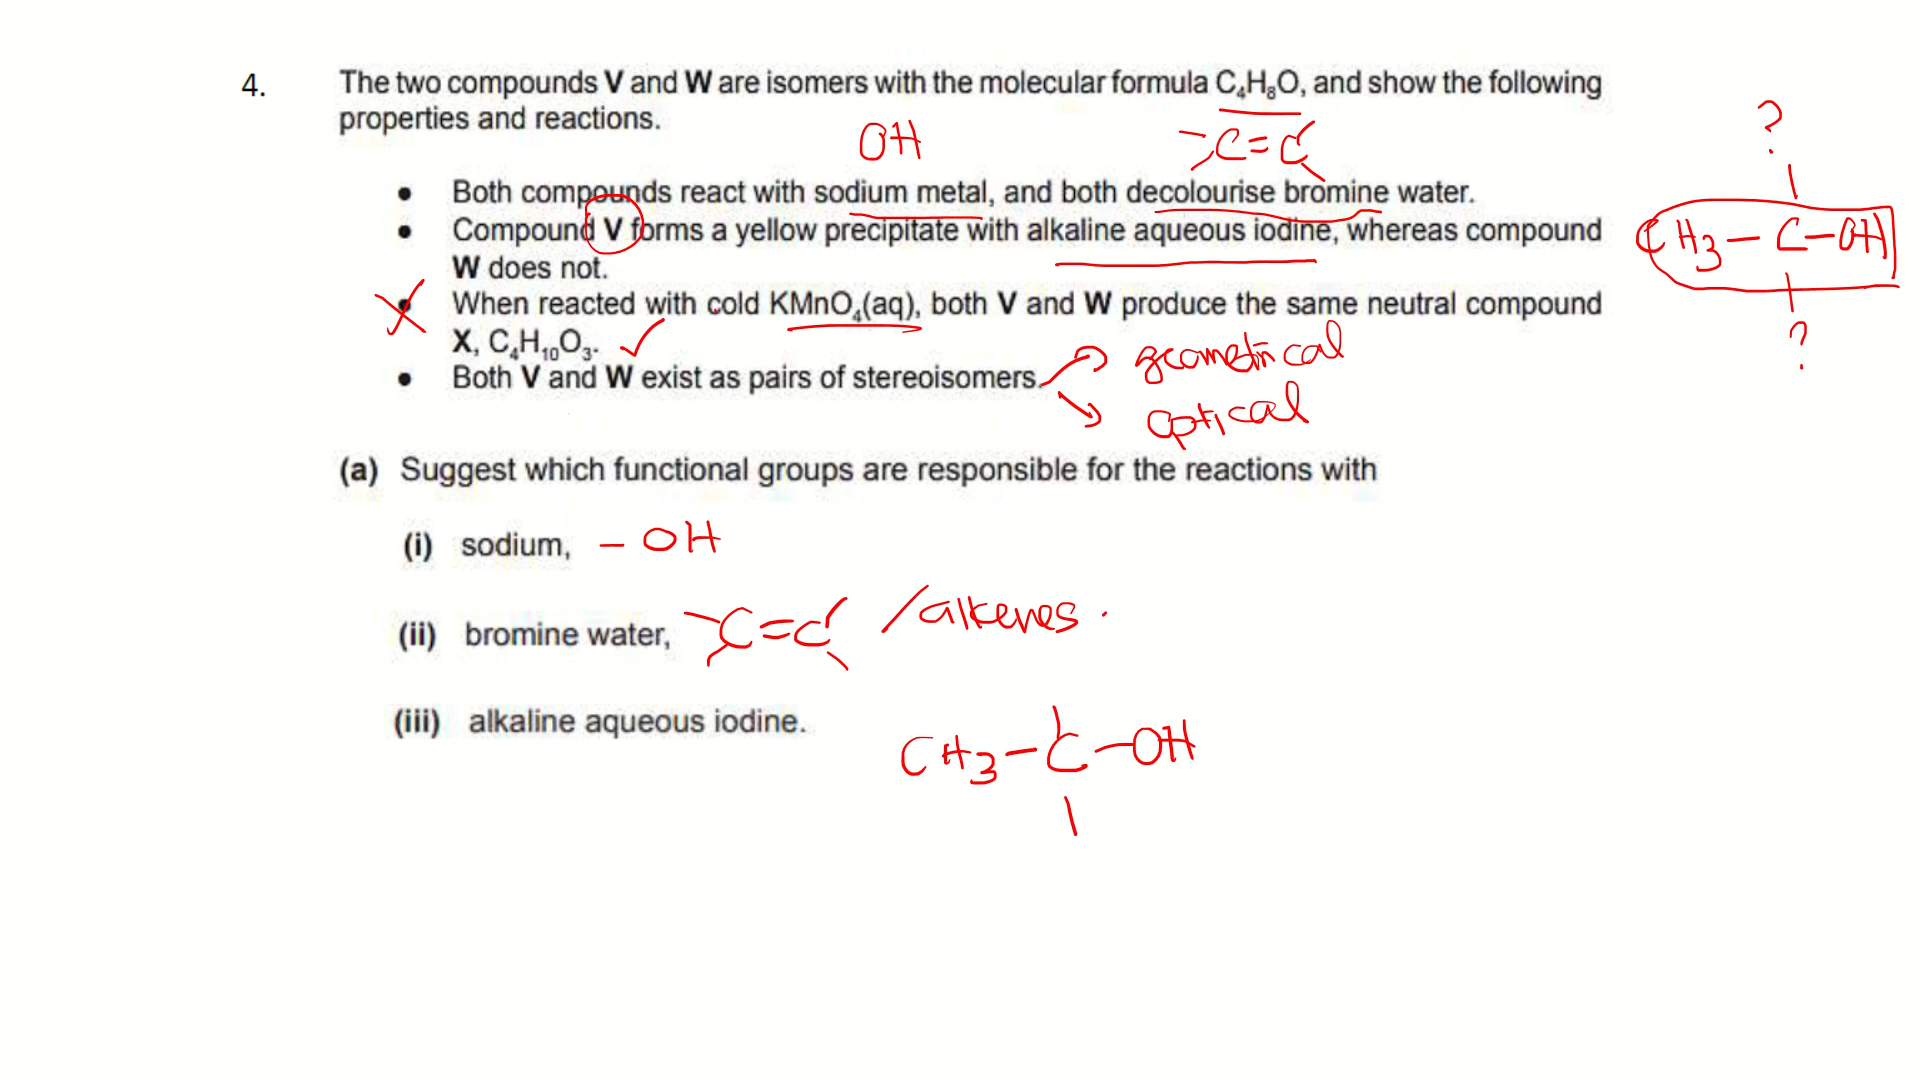 4. The two compounds V and W are isomers with the molecular formula C₄H₈O, and show the following
properties and reactions.
OH >C=C<
• Both compounds react with sodium metal, and both decolourise bromine water.
• Compound V forms a yellow precipitate with alkaline aqueous iodine, whereas compound
W does not.
• When reacted with cold KMnO₄(aq), both V and W produce the same neutral compound
X, C₄H₁₀O₃. ✓
• Both V and W exist as pairs of stereoisomers.
geometrical
optical
?
CH3-C-OH
?
(a) Suggest which functional groups are responsible for the reactions with
(i) sodium, - OH
(ii) bromine water, >C=C< /alkenes.
(iii) alkaline aqueous iodine.
CH3-C-OH